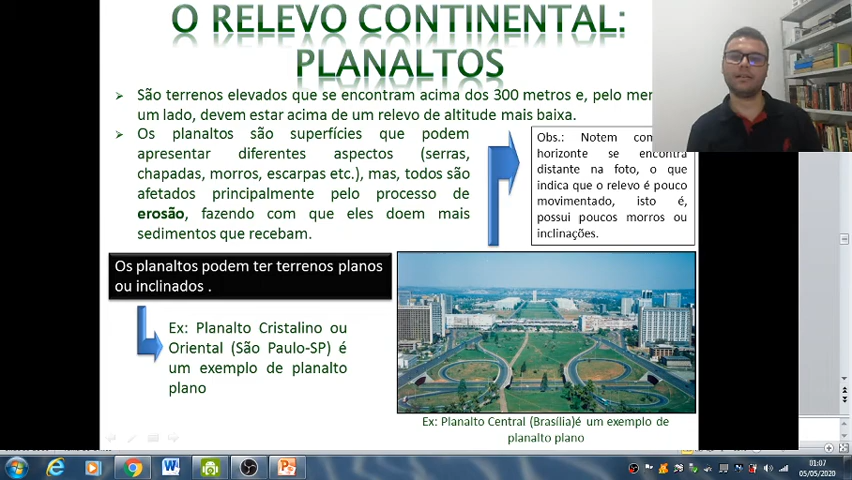 O RELEVO CONTINENTAL:
PLANALTOS
São terrenos elevados que se encontram acima dos 300 metros e, pelo
um lado, devem estar acima de um relevo de altitude mais baixa.
Os planaltos são superfícies que podem
apresentar diferentes aspectos (serras,
chapadas, morros, escarpas etc.), mas, todos são
afetados principalmente pelo processo de
erosão, fazendo com que eles doem mais
sedimentos que recebam.
Obs.: Notem
horizonte se encontra
distante na foto, o que
indica que o relevo é pouco
movimentado, isto é,
possui poucos morros ou
inclinações.
Os planaltos podem ter terrenos planos
ou inclinados .
Ex: Planalto Cristalino ou
Oriental (São Paulo-SP) é
um exemplo de planalto
plano
Ex: Planalto Central (Brasília)é um exemplo de
planalto plano
01:07
05/05/2020